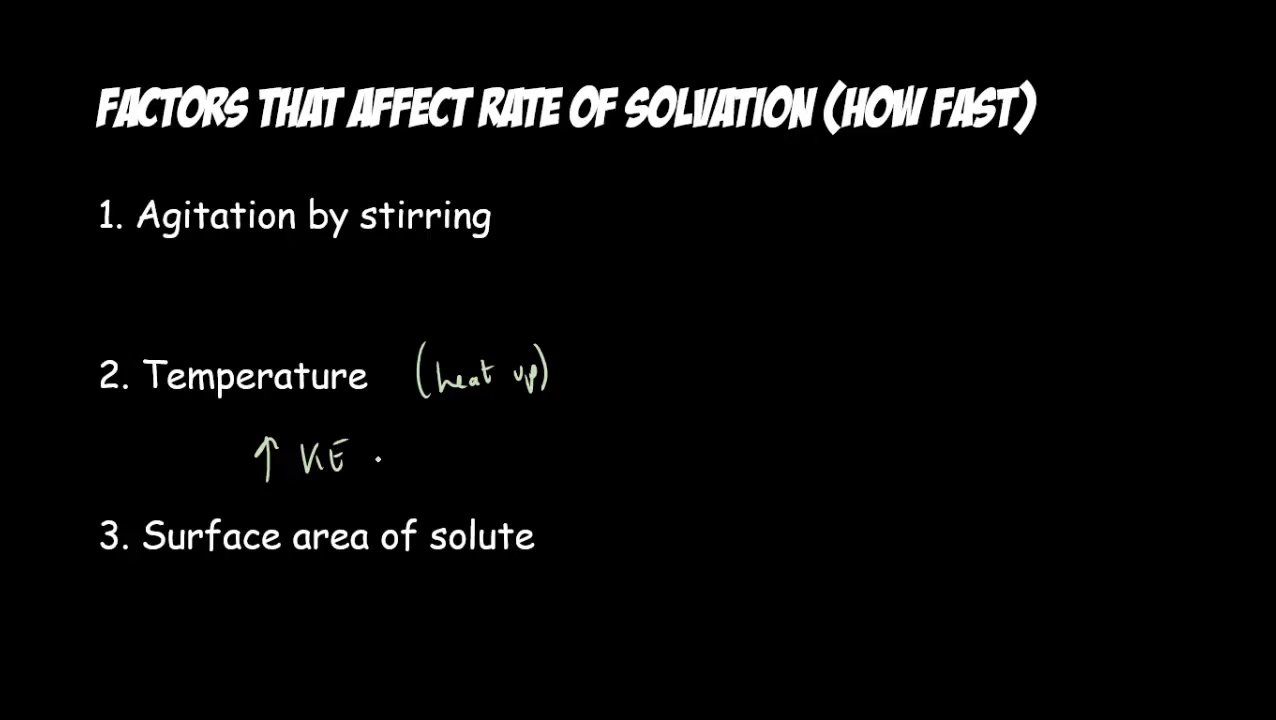 FACTORS THAT AFFECT RATE OF SOLVATION (HOW FAST)
1. Agitation by stirring
2. Temperature (heat up)
↑ KE
3. Surface area of solute